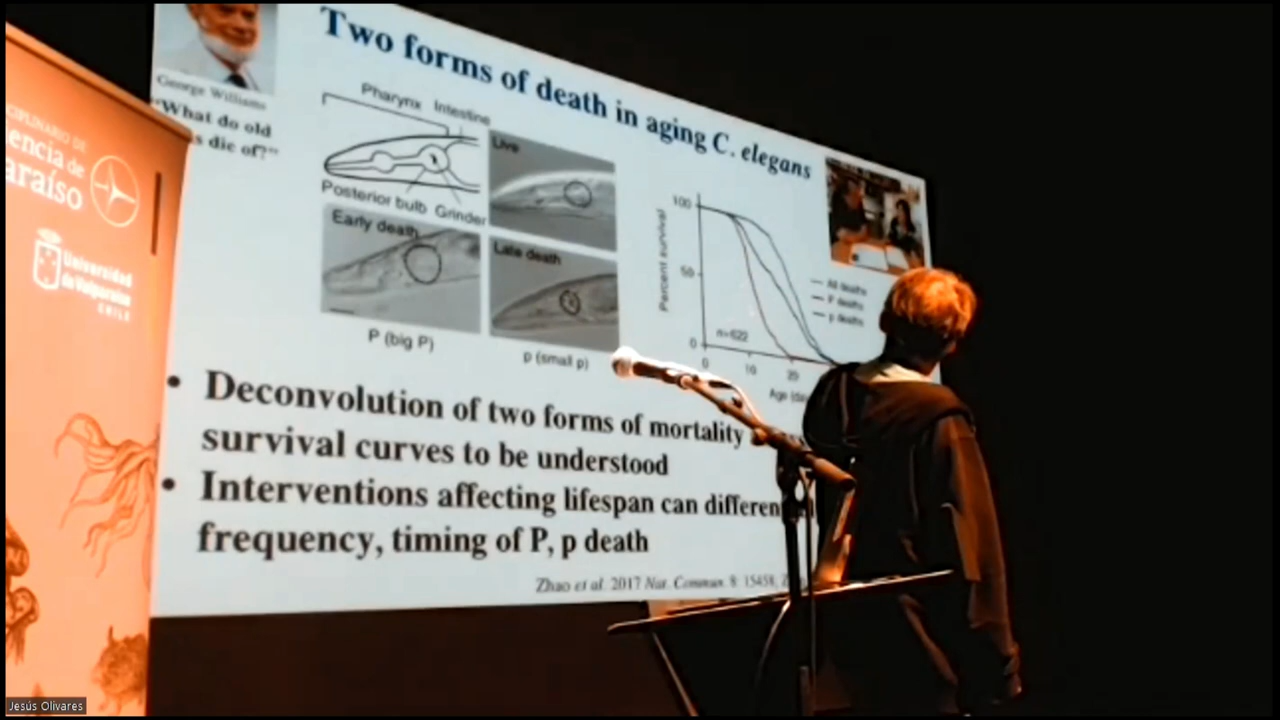 CIPLINARIO DE
encia de
araíso
Universidad
de Valparaíso
CHILE
George Williams
"What do old
s die of?"
Two forms of death in aging C. elegans
Pharynx Intestine
Posterior bulb Grinder
Live
Early death
Late death
P (big P)
p (small p)
Percent survival
100
50
0
n=622
0 10 20
Age (da
All deaths
P deaths
p deaths
• Deconvolution of two forms of mortality
survival curves to be understood
• Interventions affecting lifespan can differen
frequency, timing of P, p death
Zhao et al. 2017 Nat. Commun. 8: 15458, Z
Jesús Olivares